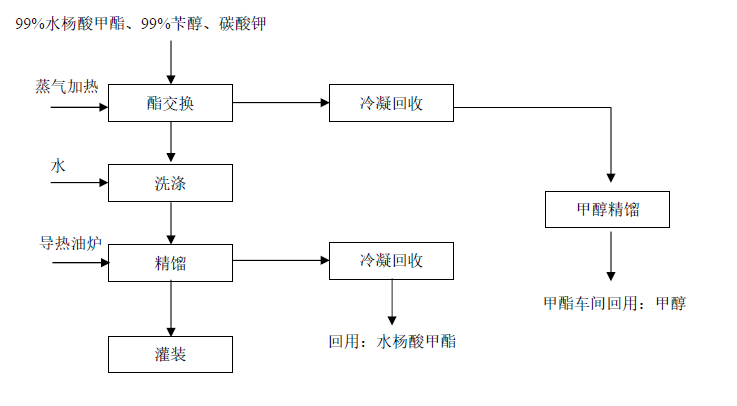 99%水杨酸甲酯、99%苄醇、碳酸钾
蒸气加热
酯交换
冷凝回收
水
洗涤
甲醇精馏
导热油炉
精馏
冷凝回收
甲酯车间回用：甲醇
回用：水杨酸甲酯
灌装